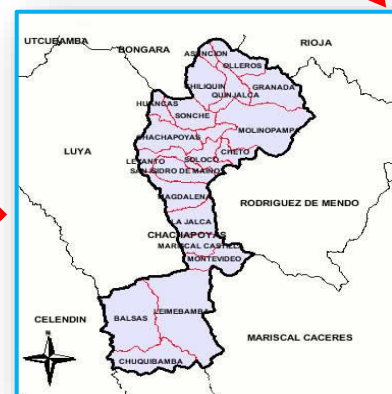 UTCUBAMBA
BONGARA
RIOJA
ASUNCION
OLLEROS
CHILIQUIN
GRANADA
QUINJALCA
HUANCAS
SONCHE
MOLINOPAMPA
CHACHAPOYAS
CHETO
LUYA
LEVANTO
SOLOCO
SAN ISIDRO DE MAINO
MAGDALENA
RODRIGUEZ DE MENDO
LA JALCA
CHACHAPOYAS
MARISCAL CASTILL
MONTEVIDEO
CELENDIN
BALSAS
LEIMEBAMBA
MARISCAL CACERES
CHUQUIBAMBA